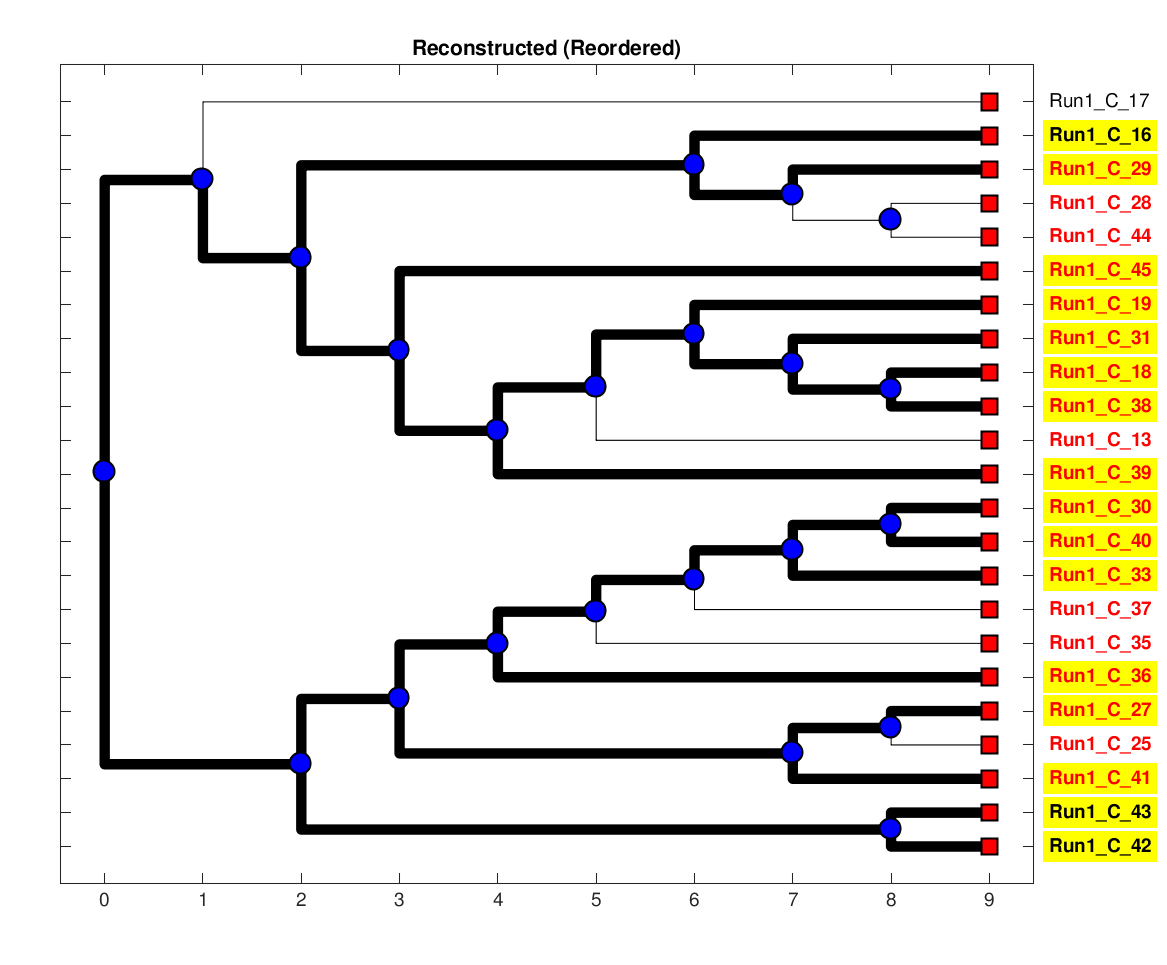 Reconstructed (Reordered)
Run1_C_17
Run1_C_16
Run1_C_29
Run1_C_28
Run1_C_44
Run1_C_45
Run1_C_19
Run1_C_31
Run1_C_18
Run1_C_38
Run1_C_13
Run1_C_39
Run1_C_30
Run1_C_40
Run1_C_33
Run1_C_37
Run1_C_35
Run1_C_36
Run1_C_27
Run1_C_25
Run1_C_41
Run1_C_43
Run1_C_42
0 1 2 3 4 5 6 7 8 9